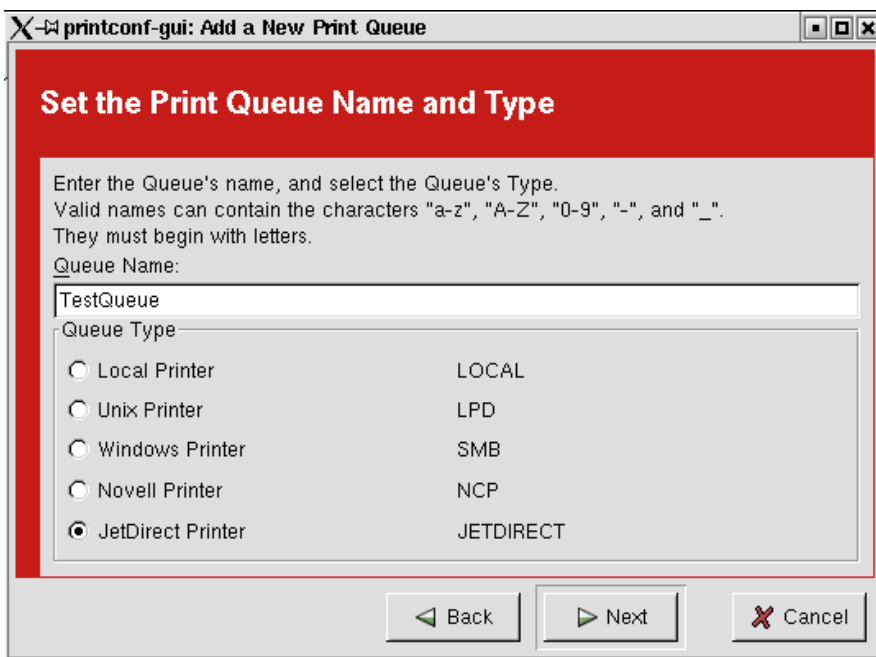 printconf-gui: Add a New Print Queue
Set the Print Queue Name and Type
Enter the Queue's name, and select the Queue's Type.
Valid names can contain the characters "a-z", "A-Z", "0-9", "-", and "_".
They must begin with letters.
Queue Name:
TestQueue
Queue Type
Local Printer LOCAL
Unix Printer LPD
Windows Printer SMB
Novell Printer NCP
JetDirect Printer JETDIRECT
Back Next Cancel